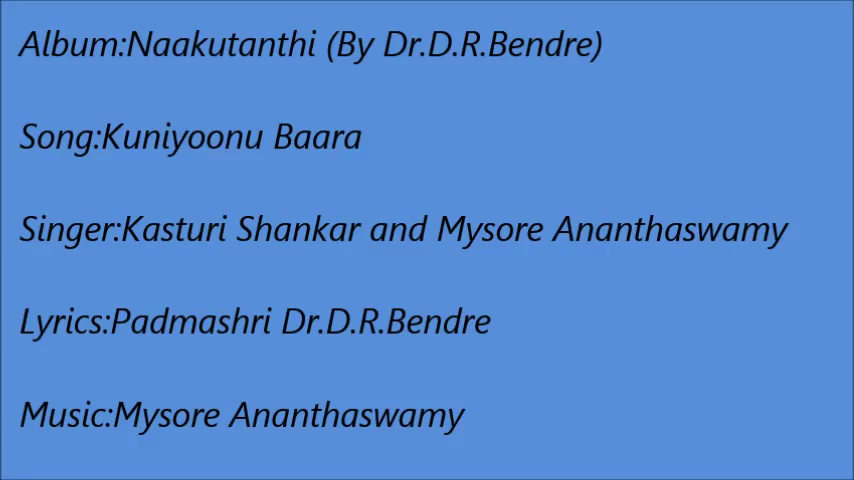 Album:Naakutanthi (By Dr.D.R.Bendre)
Song:Kuniyoonu Baara
Singer:Kasturi Shankar and Mysore Ananthaswamy
Lyrics:Padmashri Dr.D.R.Bendre
Music:Mysore Ananthaswamy